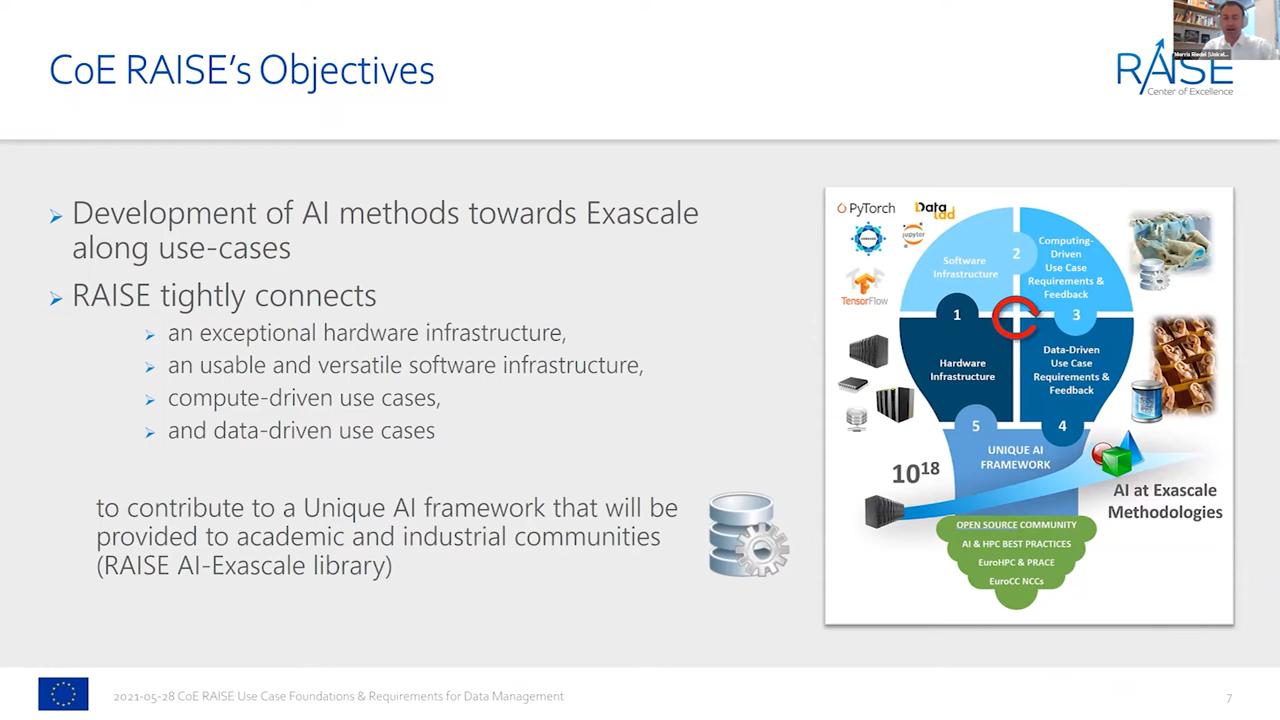 CoE RAISE's Objectives
RAISE
Center of Excellence
Morris Riedel
Development of AI methods towards Exascale
along use-cases
RAISE tightly connects
an exceptional hardware infrastructure,
an usable and versatile software infrastructure,
compute-driven use cases,
and data-driven use cases
to contribute to a Unique AI framework that will be
provided to academic and industrial communities
(RAISE AI-Exascale library)
PyTorch
DataLad
Jupyter
TensorFlow
Software
Infrastructure
2
Computing-
Driven
Use Case
Requirements &
Feedback
1
3
Hardware
Infrastructure
Data-Driven
Use Case
Requirements &
Feedback
5
4
UNIQUE AI
FRAMEWORK
10^18
AI at Exascale
Methodologies
OPEN SOURCE COMMUNITY
AI & HPC BEST PRACTICES
EuroHPC & PRACE
EuroCC NCCs
2021-05-28 CoE RAISE Use Case Foundations & Requirements for Data Management
7